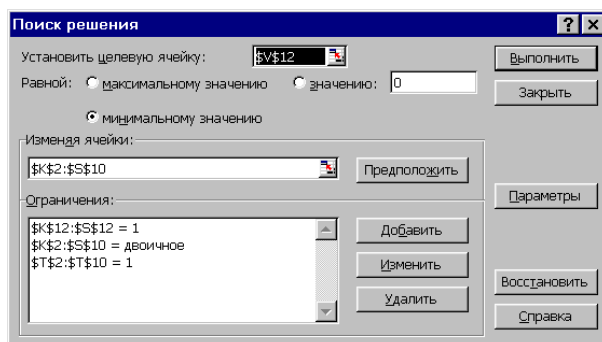 Поиск решения
Установить целевую ячейку: $V$12 Выполнить
Равной: максимальному значению значению: 0 Закрыть
минимальному значению
Изменяя ячейки:
$K$2:$S$10 Предположить
Ограничения: Параметры
$K$12:$S$12 = 1 Добавить
$K$2:$S$10 = двоичное
$T$2:$T$10 = 1 Изменить
Восстановить
Удалить
Справка